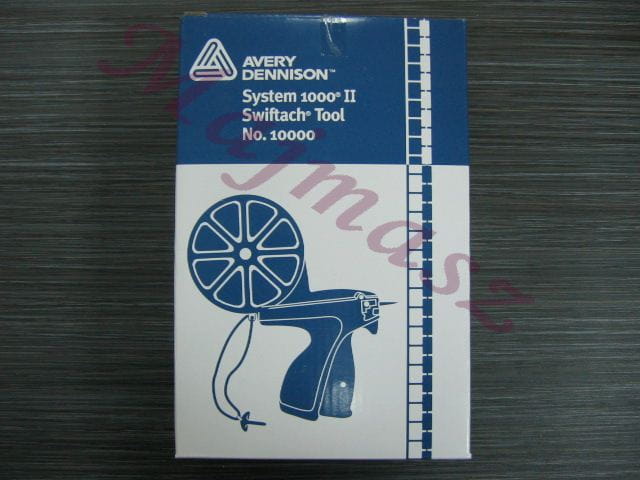 AVERY
DENNISON™
System 1000® II
Swiftach® Tool
No. 10000
Majmasz